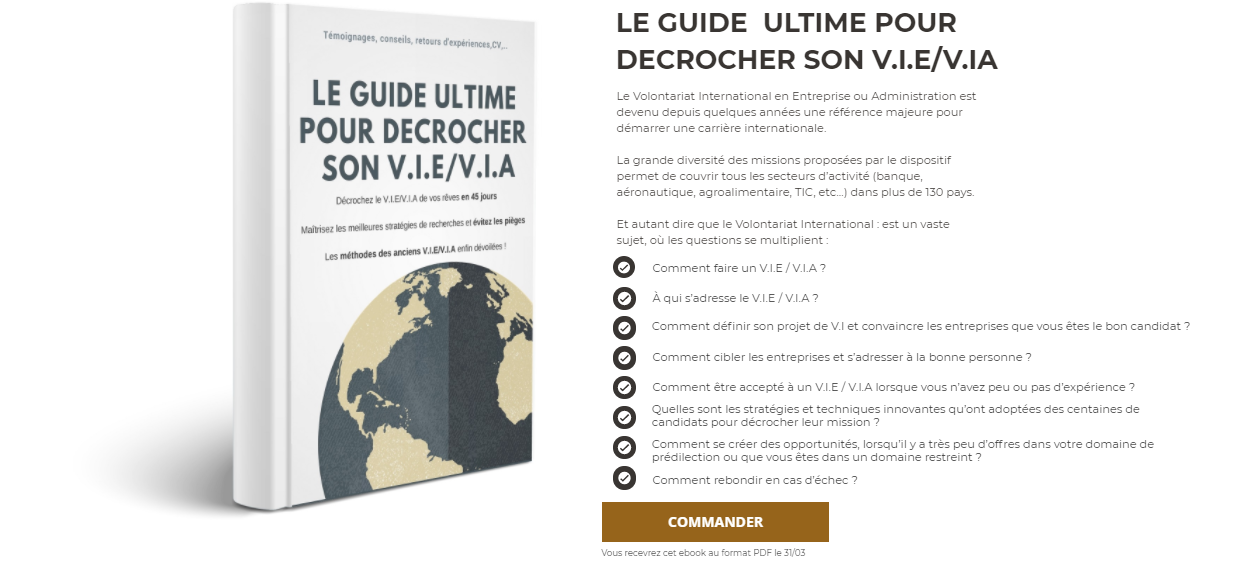 Témoignages, conseils, retours d'expériences,CV,...
LE GUIDE ULTIME
POUR DECROCHER
SON V.I.E/V.I.A
Décrochez le V.I.E/V.I.A de vos rêves en 45 jours
Maîtrisez les meilleures stratégies de recherches et évitez les pièges
Les méthodes des anciens V.I.E/V.I.A enfin dévoilées !
LE GUIDE ULTIME POUR
DECROCHER SON V.I.E/V.IA
Le Volontariat International en Entreprise ou Administration est
devenu depuis quelques années une référence majeure pour
démarrer une carrière internationale.
La grande diversité des missions proposées par le dispositif
permet de couvrir tous les secteurs d'activité (banque,
aéronautique, agroalimentaire, TIC, etc...) dans plus de 130 pays.
Et autant dire que le Volontariat International : est un vaste
sujet, où les questions se multiplient :
Comment faire un V.I.E / V.I.A ?
À qui s'adresse le V.I.E / V.I.A ?
Comment définir son projet de V.I et convaincre les entreprises que vous êtes le bon candidat ?
Comment cibler les entreprises et s'adresser à la bonne personne ?
Comment être accepté à un V.I.E / V.I.A lorsque vous n'avez peu ou pas d'expérience ?
Quelles sont les stratégies et techniques innovantes qu'ont adoptées des centaines de
candidats pour décrocher leur mission ?
Comment se créer des opportunités, lorsqu'il y a très peu d'offres dans votre domaine de
prédilection ou que vous êtes dans un domaine restreint ?
Comment rebondir en cas d'échec ?
COMMANDER
Vous recevrez cet ebook au format PDF le 31/03